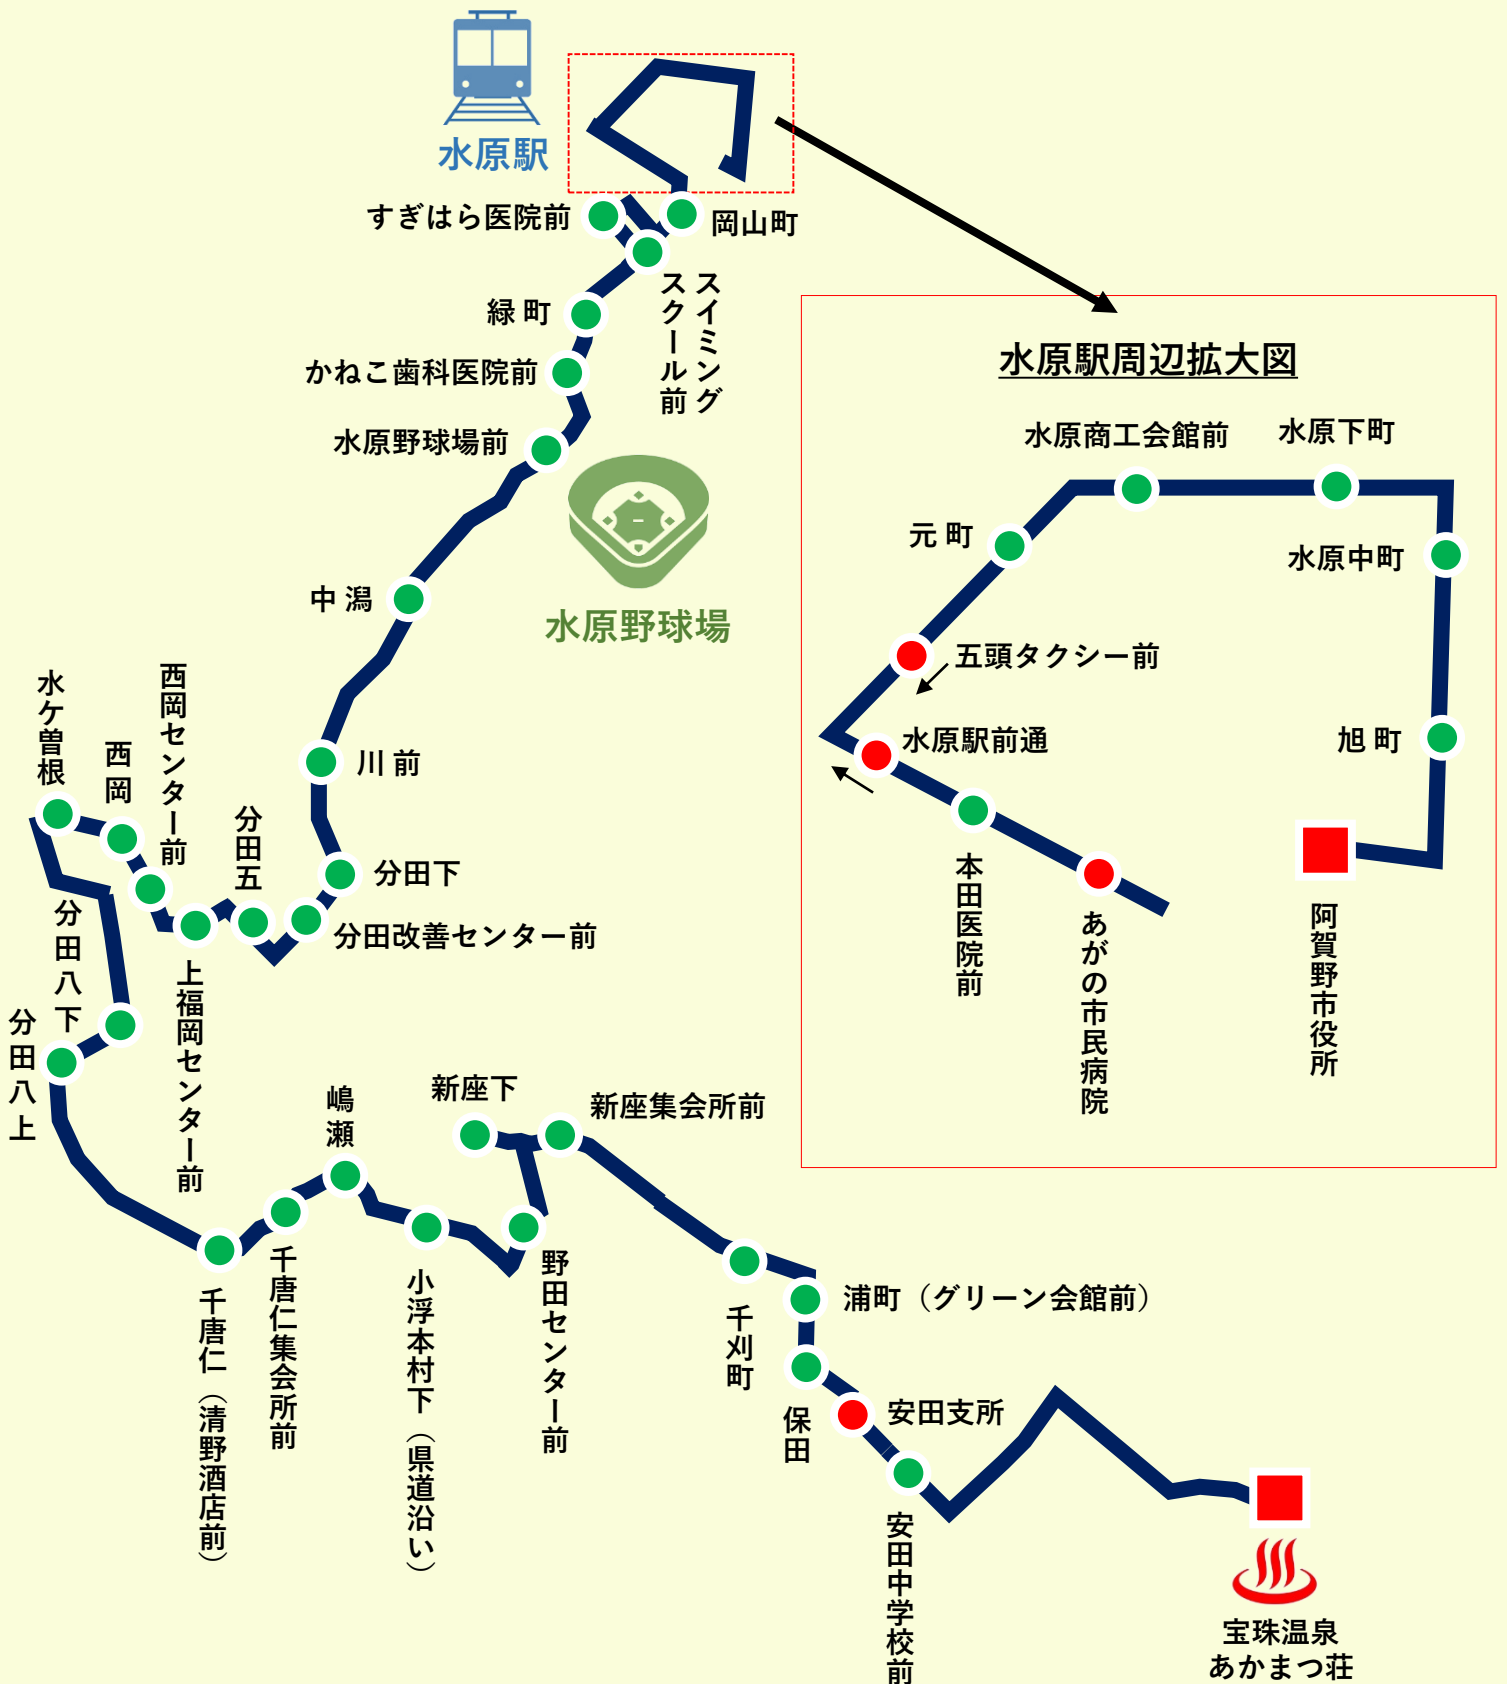 水原駅
すぎはら医院前
岡山町
スイミング
スクール前
緑町
かねこ歯科医院前
水原野球場前
水原野球場
中潟
川前
分田下
分田改善センター前
分田五
上福岡センター前
西岡センター前
西岡
水ケ曽根
分田八下
分田八上
千唐仁（清野酒店前）
千唐仁集会所前
嶋瀬
小浮本村下（県道沿い）
野田センター前
新座下
新座集会所前
千刈町
浦町（グリーン会館前）
保田
安田支所
安田中学校前
宝珠温泉
あかまつ荘
水原駅周辺拡大図
水原商工会館前
水原下町
元町
水原中町
五頭タクシー前
水原駅前通
旭町
本田医院前
あがの市民病院
阿賀野市役所